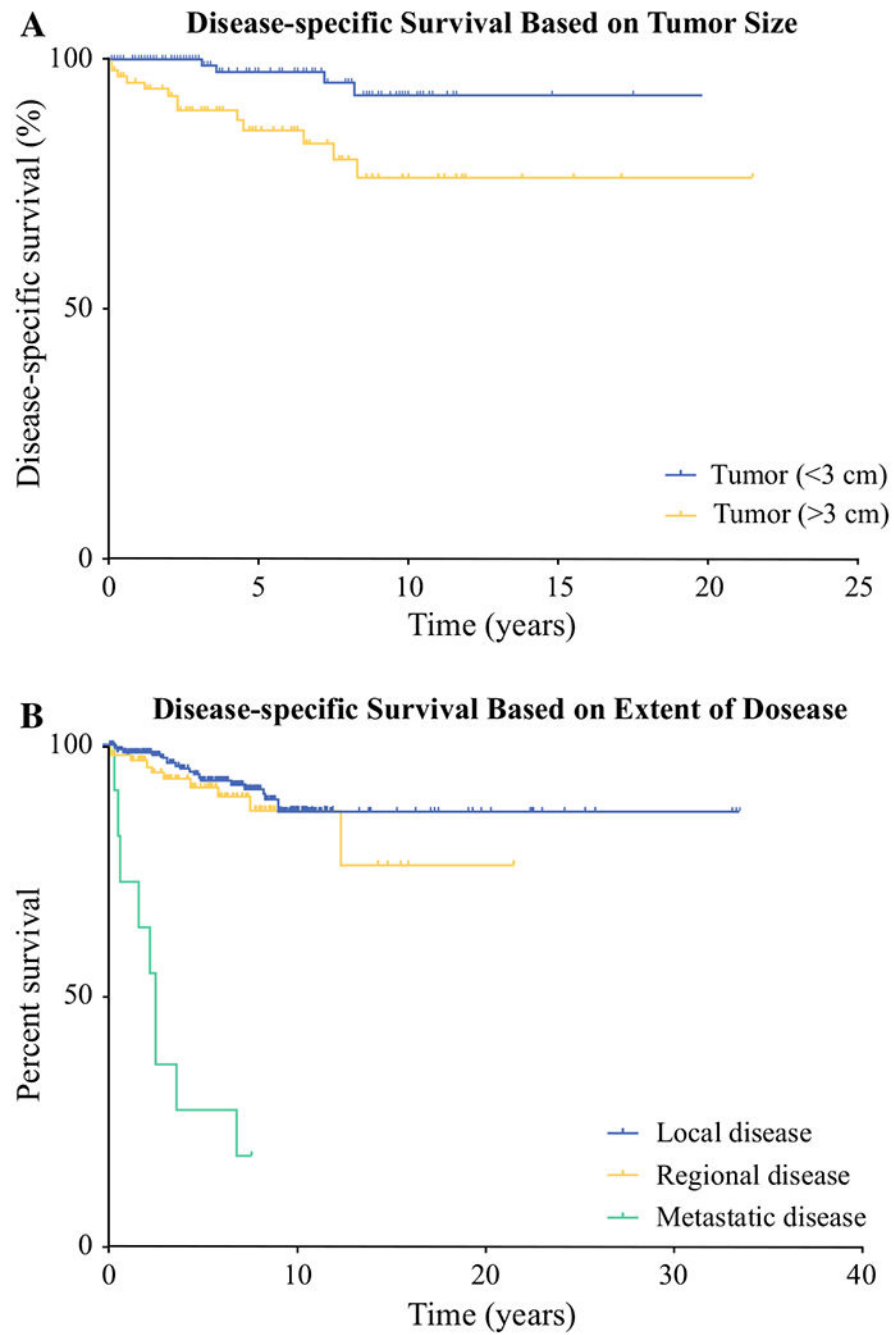 A Disease-specific Survival Based on Tumor Size
Disease-specific survival (%)
100
50
0
0 5 10 15 20 25
Time (years)
Tumor (<3 cm)
Tumor (>3 cm)
B Disease-specific Survival Based on Extent of Dosease
Percent survival
100
50
0
0 10 20 30 40
Time (years)
Local disease
Regional disease
Metastatic disease